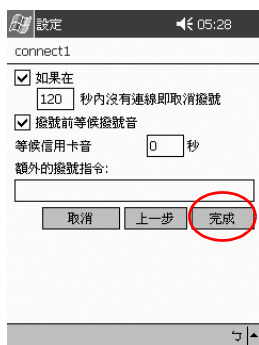 設定 05:28
connect1
如果在
120 秒內沒有連線即取消撥號
撥號前等候撥號音
等候信用卡音 0 秒
額外的撥號指令:
取消 上一步 完成
ㄅ